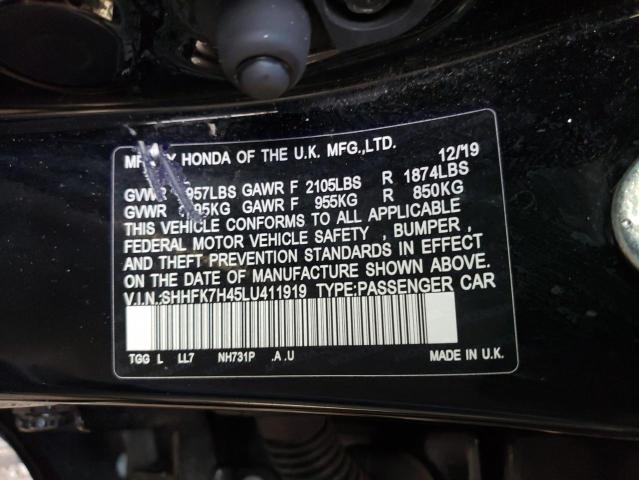 HONDA OF THE U.K. MFG.,LTD. 12/19
GVWR GAWR F 2105LBS R 1874LBS
GVWR GAWR F 955KG R 850KG
THIS VEHICLE CONFORMS TO ALL APPLICABLE
FEDERAL MOTOR VEHICLE SAFETY , BUMPER ,
AND THEFT PREVENTION STANDARDS IN EFFECT
ON THE DATE OF MANUFACTURE SHOWN ABOVE.
V.I.N.:SHHFK7H45LU411919 TYPE:PASSENGER CAR
TGG L LL7 NH731P .A .U MADE IN U.K.